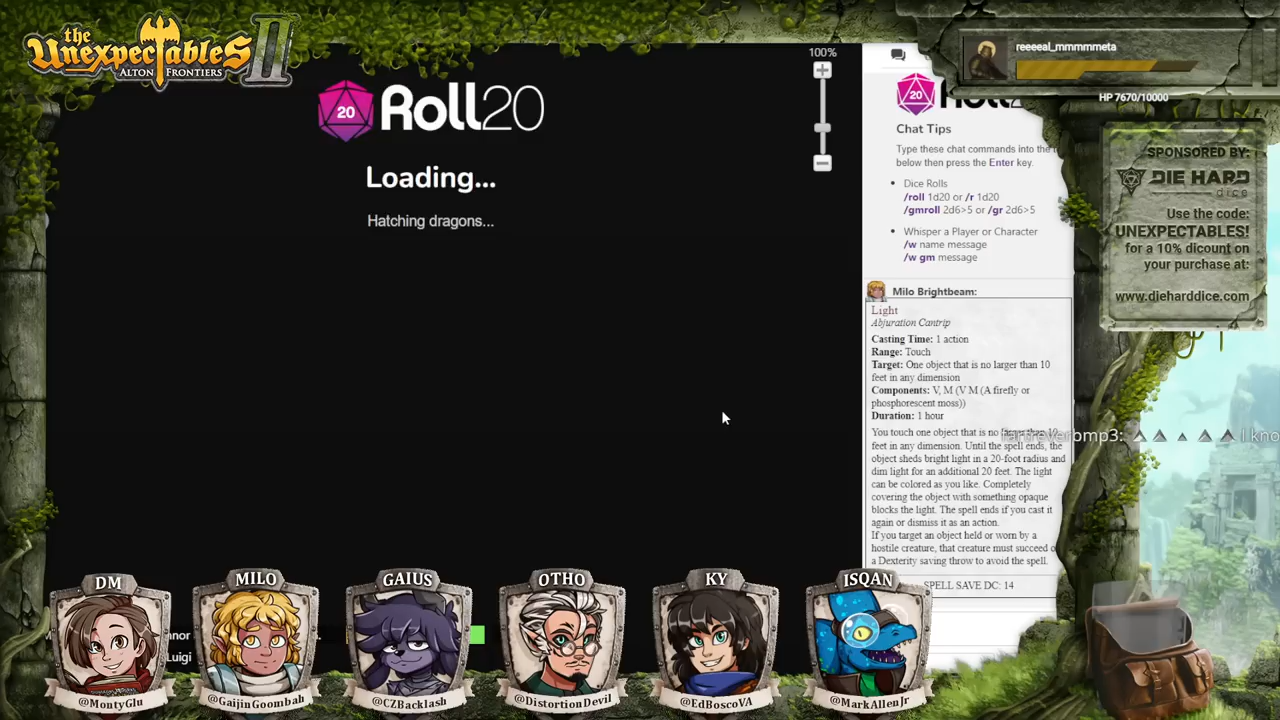 the
UnexpectableS II
ALTON FRONTIERS
20
Roll20
Loading...
Hatching dragons...
100%
20
Chat Tips
Type these chat commands into the
below then press the Enter key.
• Dice Rolls
/roll 1d20 or /r 1d20
/gmroll 2d6>5 or /gr 2d6>5
• Whisper a Player or Character
/w name message
/w gm message
Milo Brightbeam:
Light
Abjuration Cantrip
Casting Time: 1 action
Range: Touch
Target: One object that is no larger than 10
feet in any dimension
Components: V, M (V M (A firefly or
phosphorescent moss))
Duration: 1 hour
You touch one object that is no larger than 10
feet in any dimension. Until the spell ends, the
object sheds bright light in a 20-foot radius and
dim light for an additional 20 feet. The light
can be colored as you like. Completely
covering the object with something opaque
blocks the light. The spell ends if you cast it
again or dismiss it as an action.
If you target an object held or worn by a
hostile creature, that creature must succeed
a Dexterity saving throw to avoid the spell.
SPELL SAVE DC: 14
reeeeal_mmmmmeta
HP 7670/10000
SPONSORED BY:
DIE HARD
dice
Use the code:
UNEXPECTABLES!
for a 10% dicount on
your purchase at:
www.dieharddice.com
I kno
nnor
Luigi
DM
@MontyGlu
MILO
@GaijinGoombah
GAIUS
@CZBacklash
OTHO
@DistortionDevil
KY
@EdBoscoVA
ISQAN
@MarkAllenJr